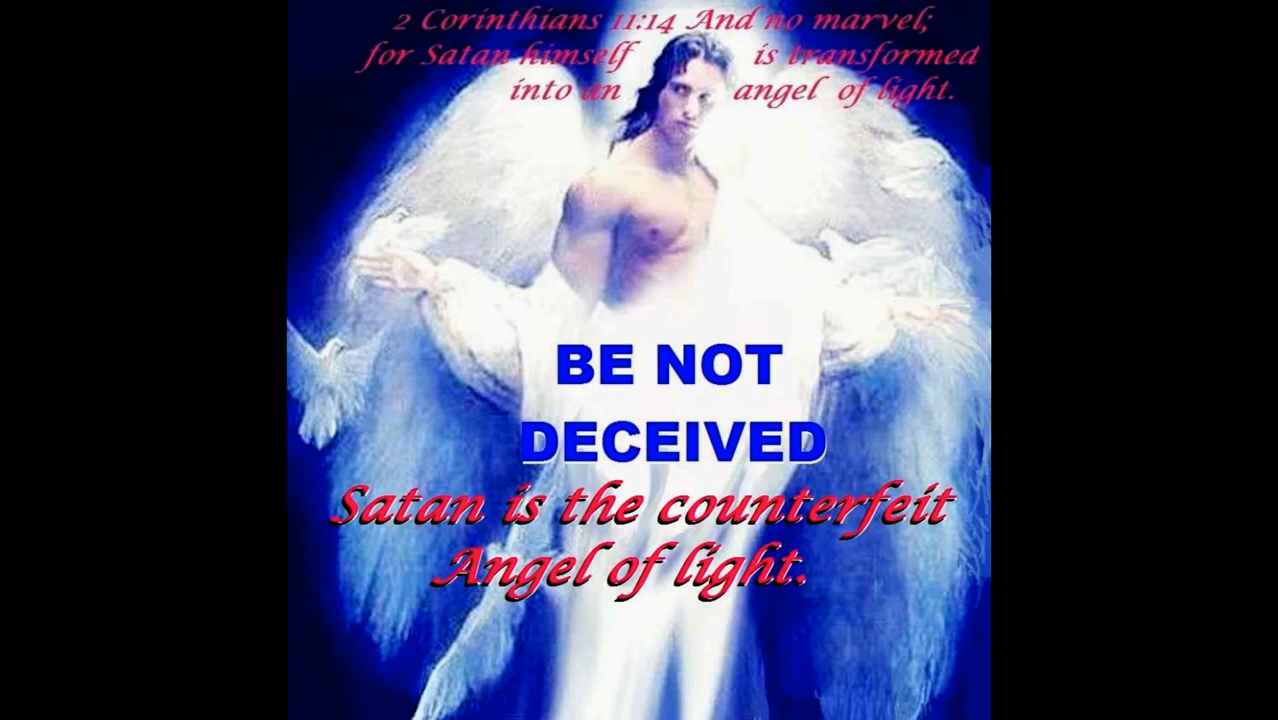 2 Corinthians 11:14 And no marvel;
for Satan himself is transformed
into an angel of light.
BE NOT
DECEIVED
Satan is the counterfeit
Angel of light.